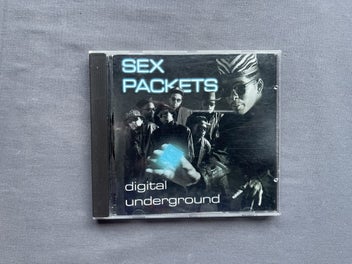 SEX
PACKETS
digital
underground